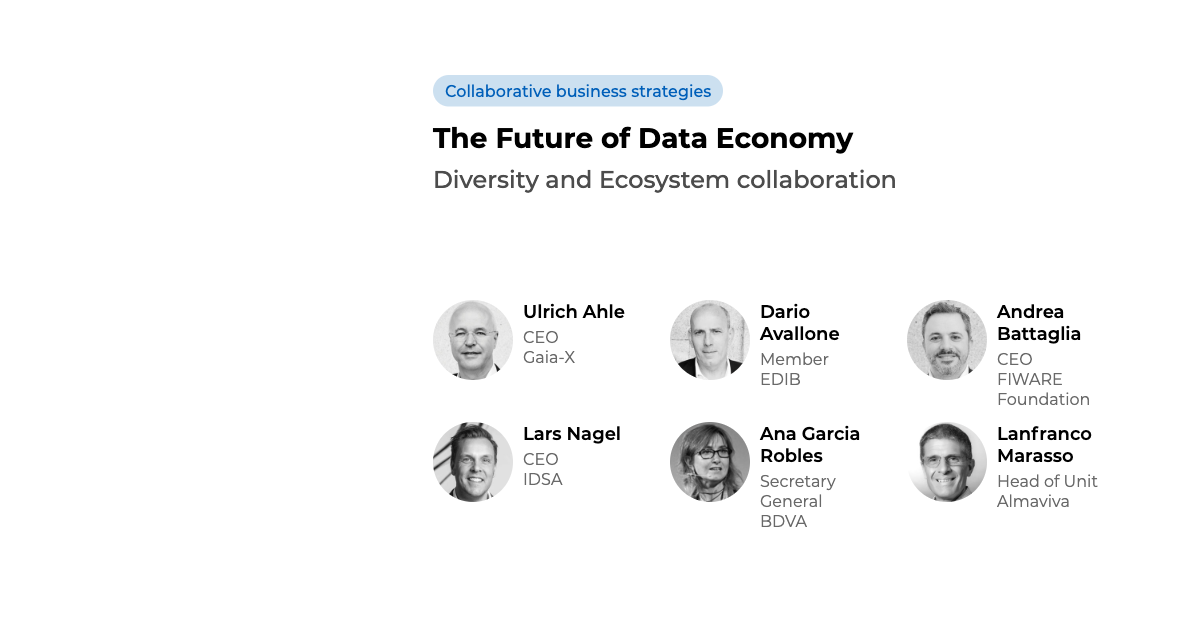 Collaborative business strategies
The Future of Data Economy
Diversity and Ecosystem collaboration
Ulrich Ahle
CEO
Gaia-X
Dario
Avallone
Member
EDIB
Andrea
Battaglia
CEO
FIWARE
Foundation
Lars Nagel
CEO
IDSA
Ana Garcia
Robles
Secretary
General
BDVA
Lanfranco
Marasso
Head of Unit
Almaviva